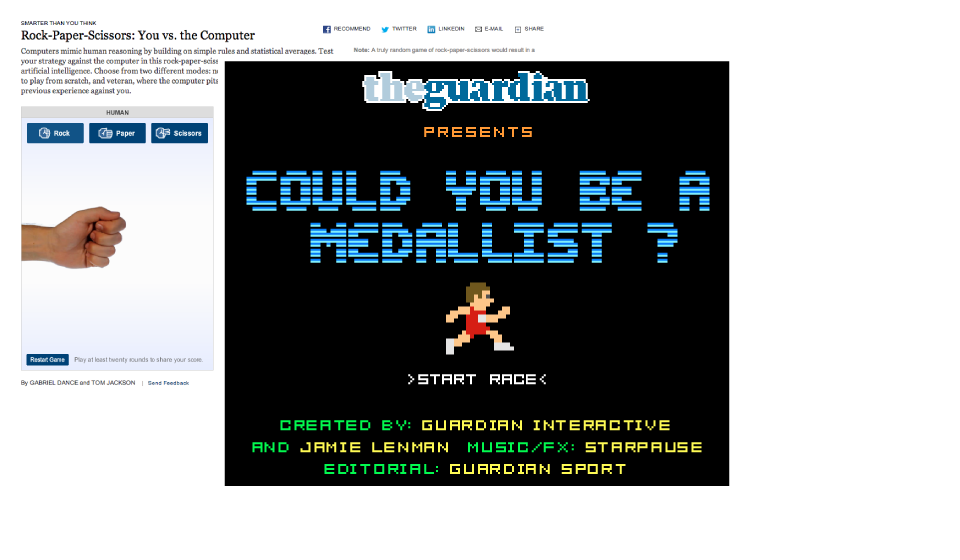 SMARTER THAN YOU THINK
Rock-Paper-Scissors: You vs. the Computer
RECOMMEND TWITTER LINKEDIN E-MAIL SHARE
Computers mimic human reasoning by building on simple rules and statistical averages. Test
Note: A truly random game of rock-paper-scissors would result in a
your strategy against the computer in this rock-paper-sciss
artificial intelligence. Choose from two different modes:
to play from scratch, and veteran, where the computer pits
previous experience against you.
HUMAN
Rock Paper Scissors
Restart Game Play at least twenty rounds to share your score.
By GABRIEL DANCE and TOM JACKSON | Send Feedback
theguardian
PRESENTS
COULD YOU BE A
MEDALLIST ?
>START RACE<
CREATED BY: GUARDIAN INTERACTIVE
AND JAMIE LENMAN MUSIC/FX: STARPAUSE
EDITORIAL: GUARDIAN SPORT